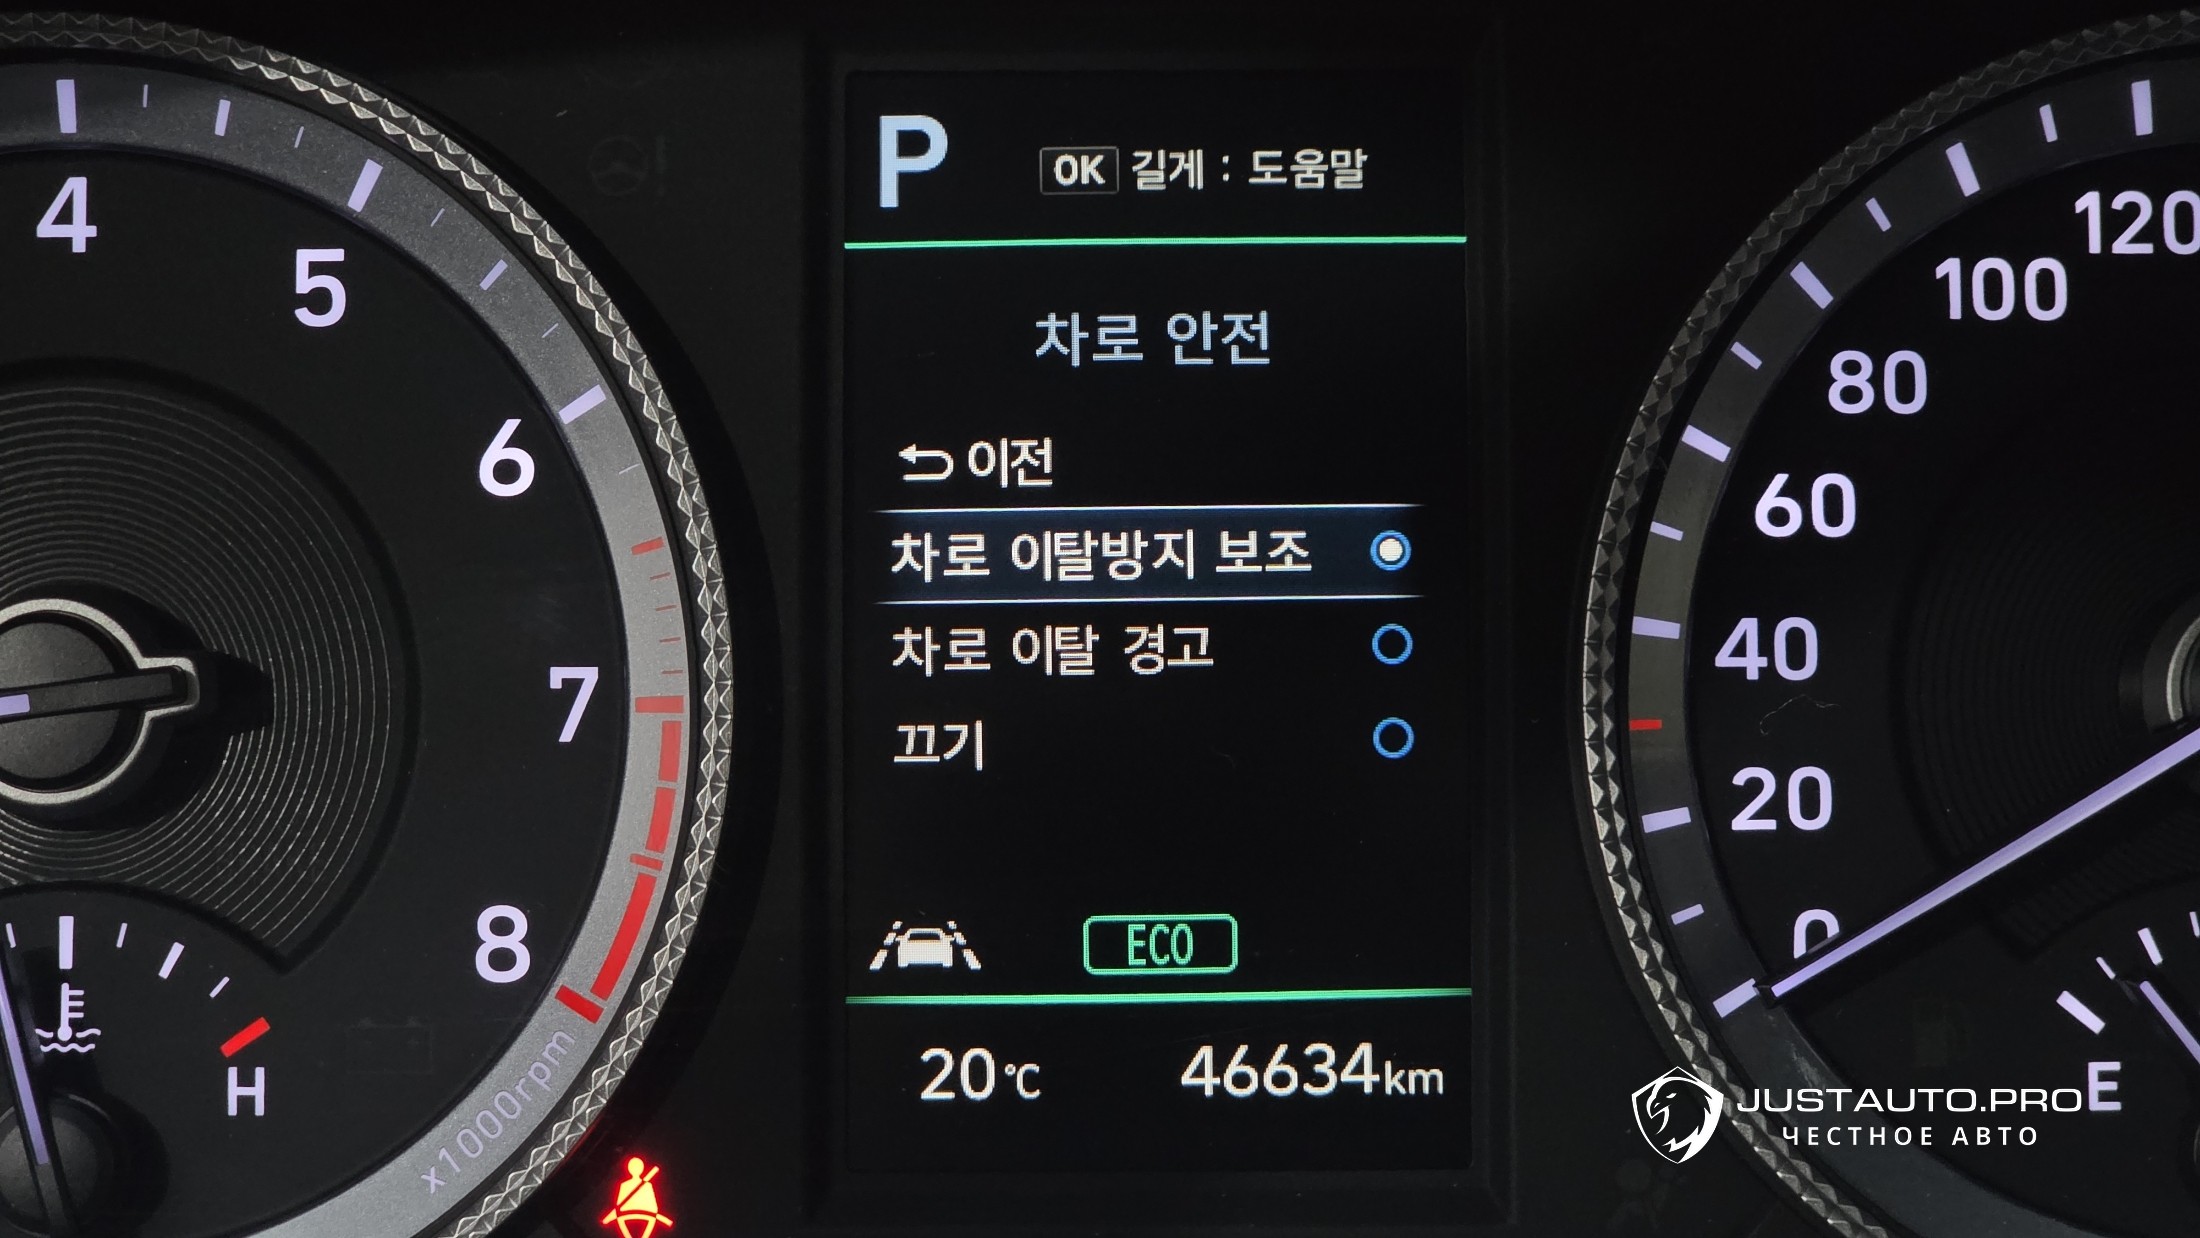 P
OK 길게 : 도움말
차로 안전
이전
차로 이탈방지 보조
차로 이탈 경고
끄기
ECO
20℃ 46634km
4
5
6
7
8
x1000rpm
H
120
100
80
60
40
20
0
E
JUSTAUTO.PRO
ЧЕСТНОЕ АВТО